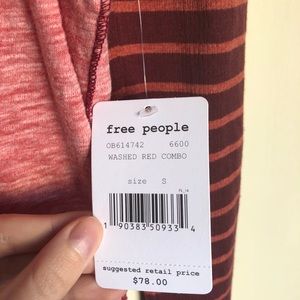 free people
OB614742 6600
WASHED RED COMBO
size S
1 90383 50933 4
suggested retail price
$78.00